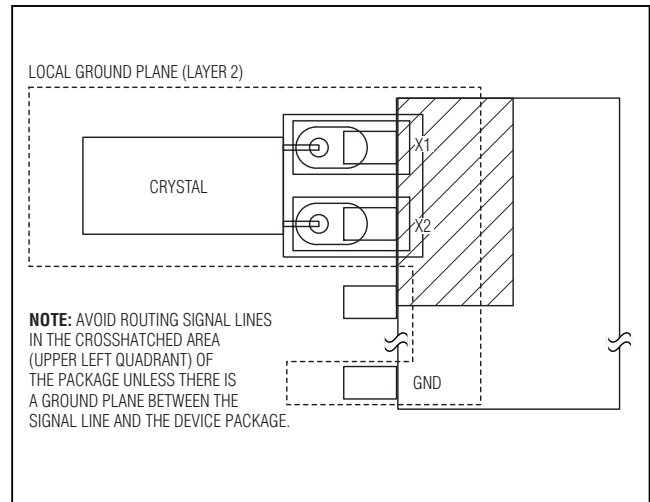 LOCAL GROUND PLANE (LAYER 2)
X1
CRYSTAL
X2
NOTE: AVOID ROUTING SIGNAL LINES
IN THE CROSSHATCHED AREA
(UPPER LEFT QUADRANT) OF
THE PACKAGE UNLESS THERE IS
A GROUND PLANE BETWEEN THE
SIGNAL LINE AND THE DEVICE PACKAGE.
GND